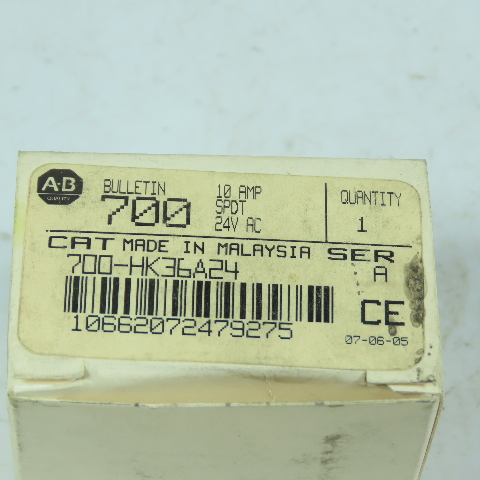 A-B
QUALITY
BULLETIN
700
10 AMP
SPDT
24V AC
QUANTITY
1
CAT MADE IN MALAYSIA SER
700-HK36A24 A
10662072479275
CE
07-06-05